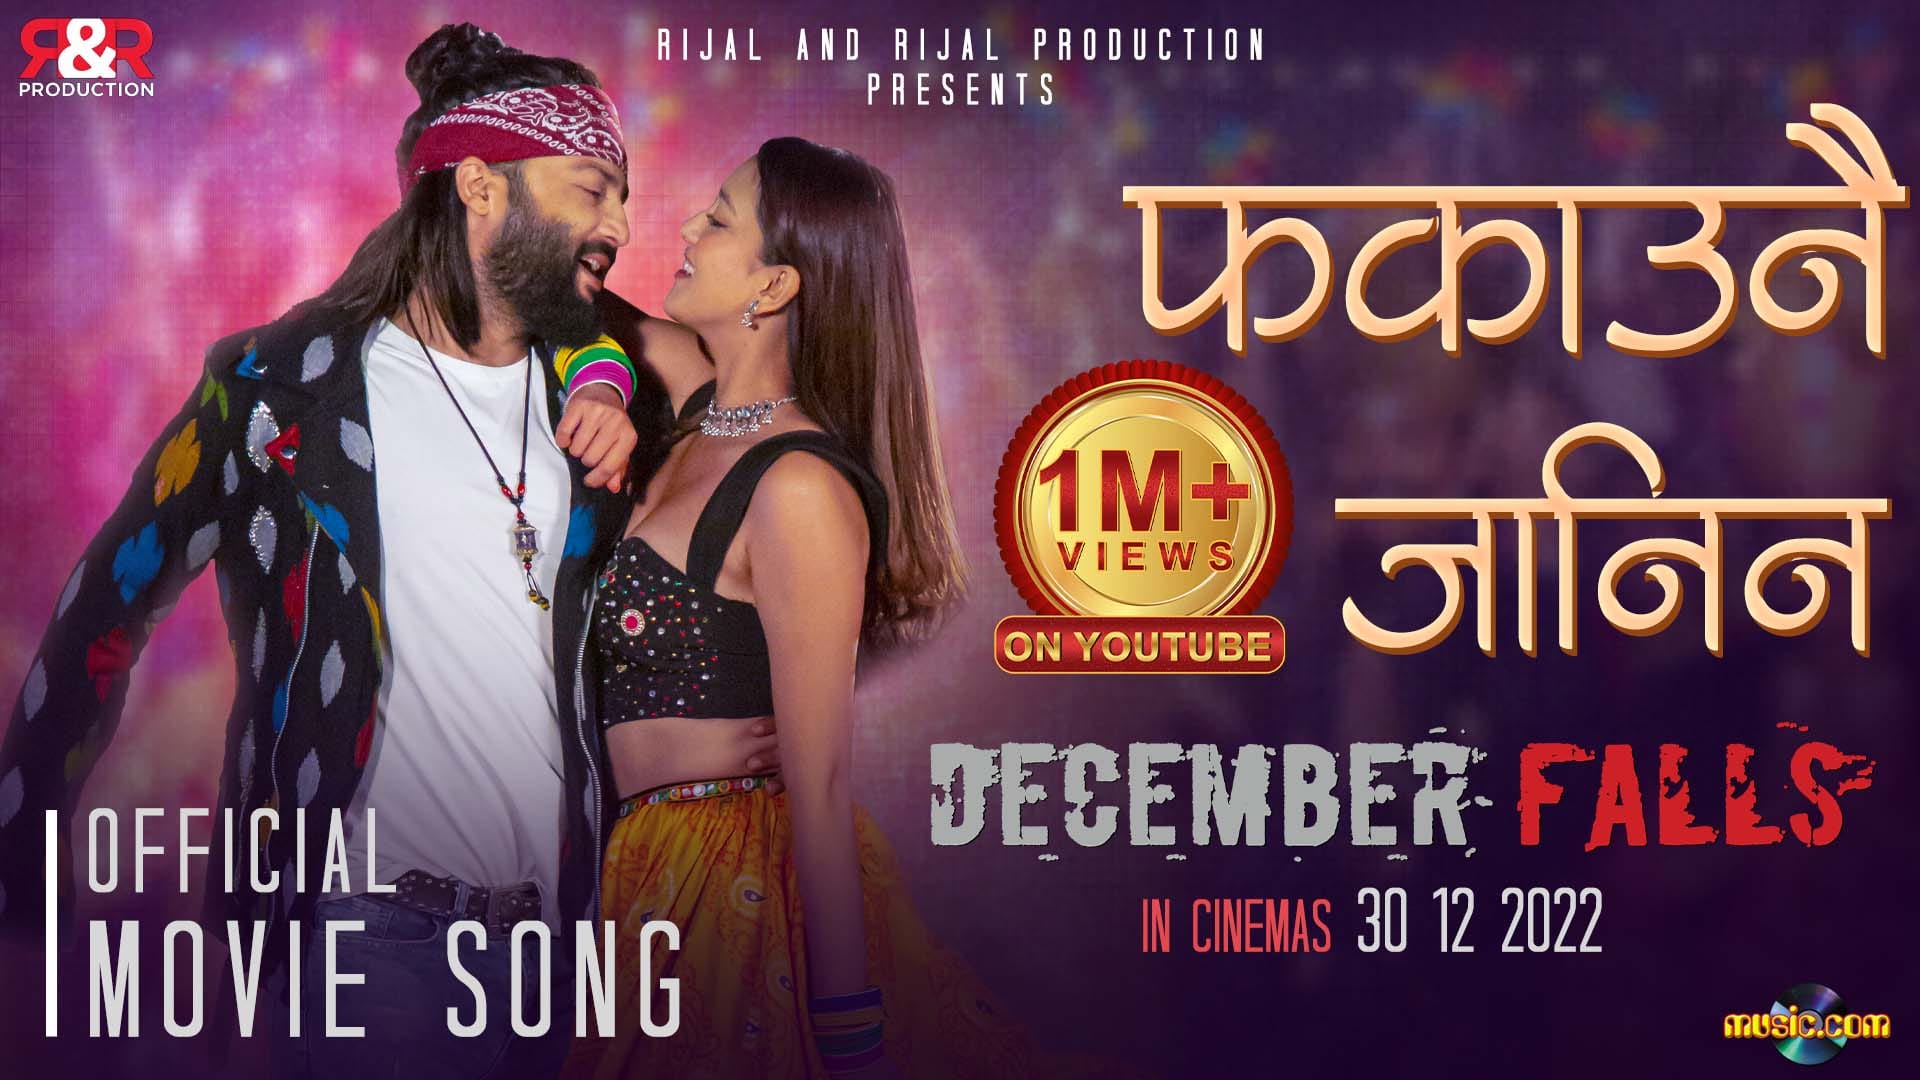 R&R
PRODUCTION
RIJAL AND RIJAL PRODUCTION
PRESENTS
फकाउनै
जानिन
1M+
VIEWS
ON YOUTUBE
DECEMBER FALLS
IN CINEMAS 30 12 2022
OFFICIAL
MOVIE SONG
music.com